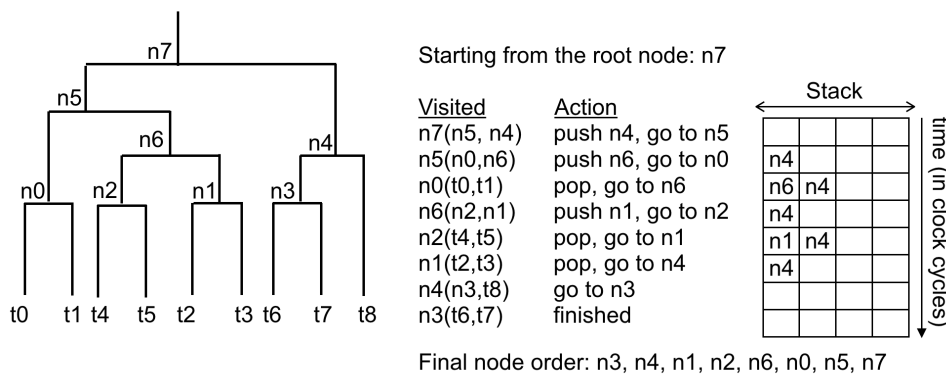 n7
n5
n6
n4
n0
n2
n1
n3
t0 t1 t4 t5 t2 t3 t6 t7 t8
Starting from the root node: n7
Visited Action
n7(n5, n4) push n4, go to n5
n5(n0,n6) push n6, go to n0
n0(t0,t1) pop, go to n6
n6(n2,n1) push n1, go to n2
n2(t4,t5) pop, go to n1
n1(t2,t3) pop, go to n4
n4(n3,t8) go to n3
n3(t6,t7) finished
Stack
n4
n6 n4
n4
n1 n4
n4
time (in clock cycles)
Final node order: n3, n4, n1, n2, n6, n0, n5, n7